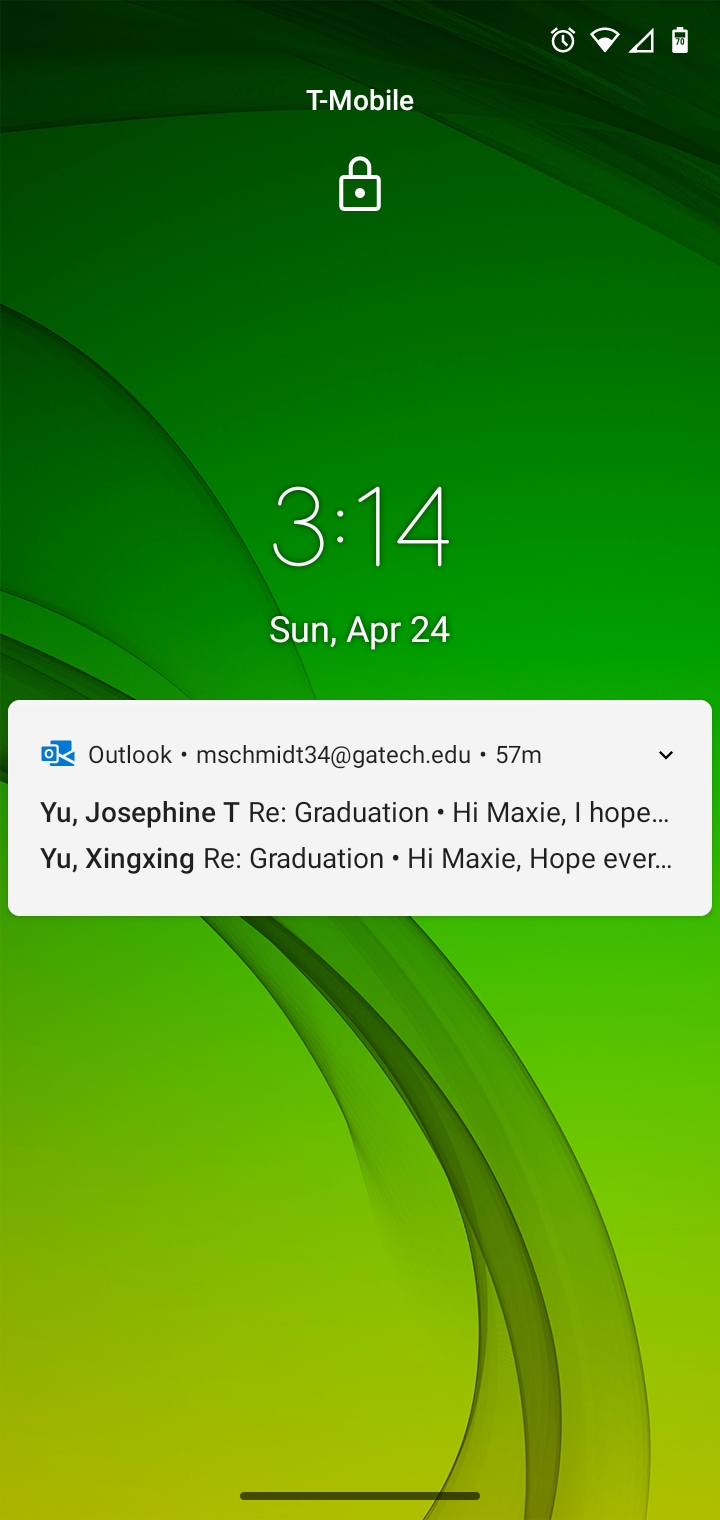 70
T-Mobile
3:14
Sun, Apr 24
Outlook • mschmidt34@gatech.edu • 57m
Yu, Josephine T Re: Graduation • Hi Maxie, I hope...
Yu, Xingxing Re: Graduation • Hi Maxie, Hope ever...